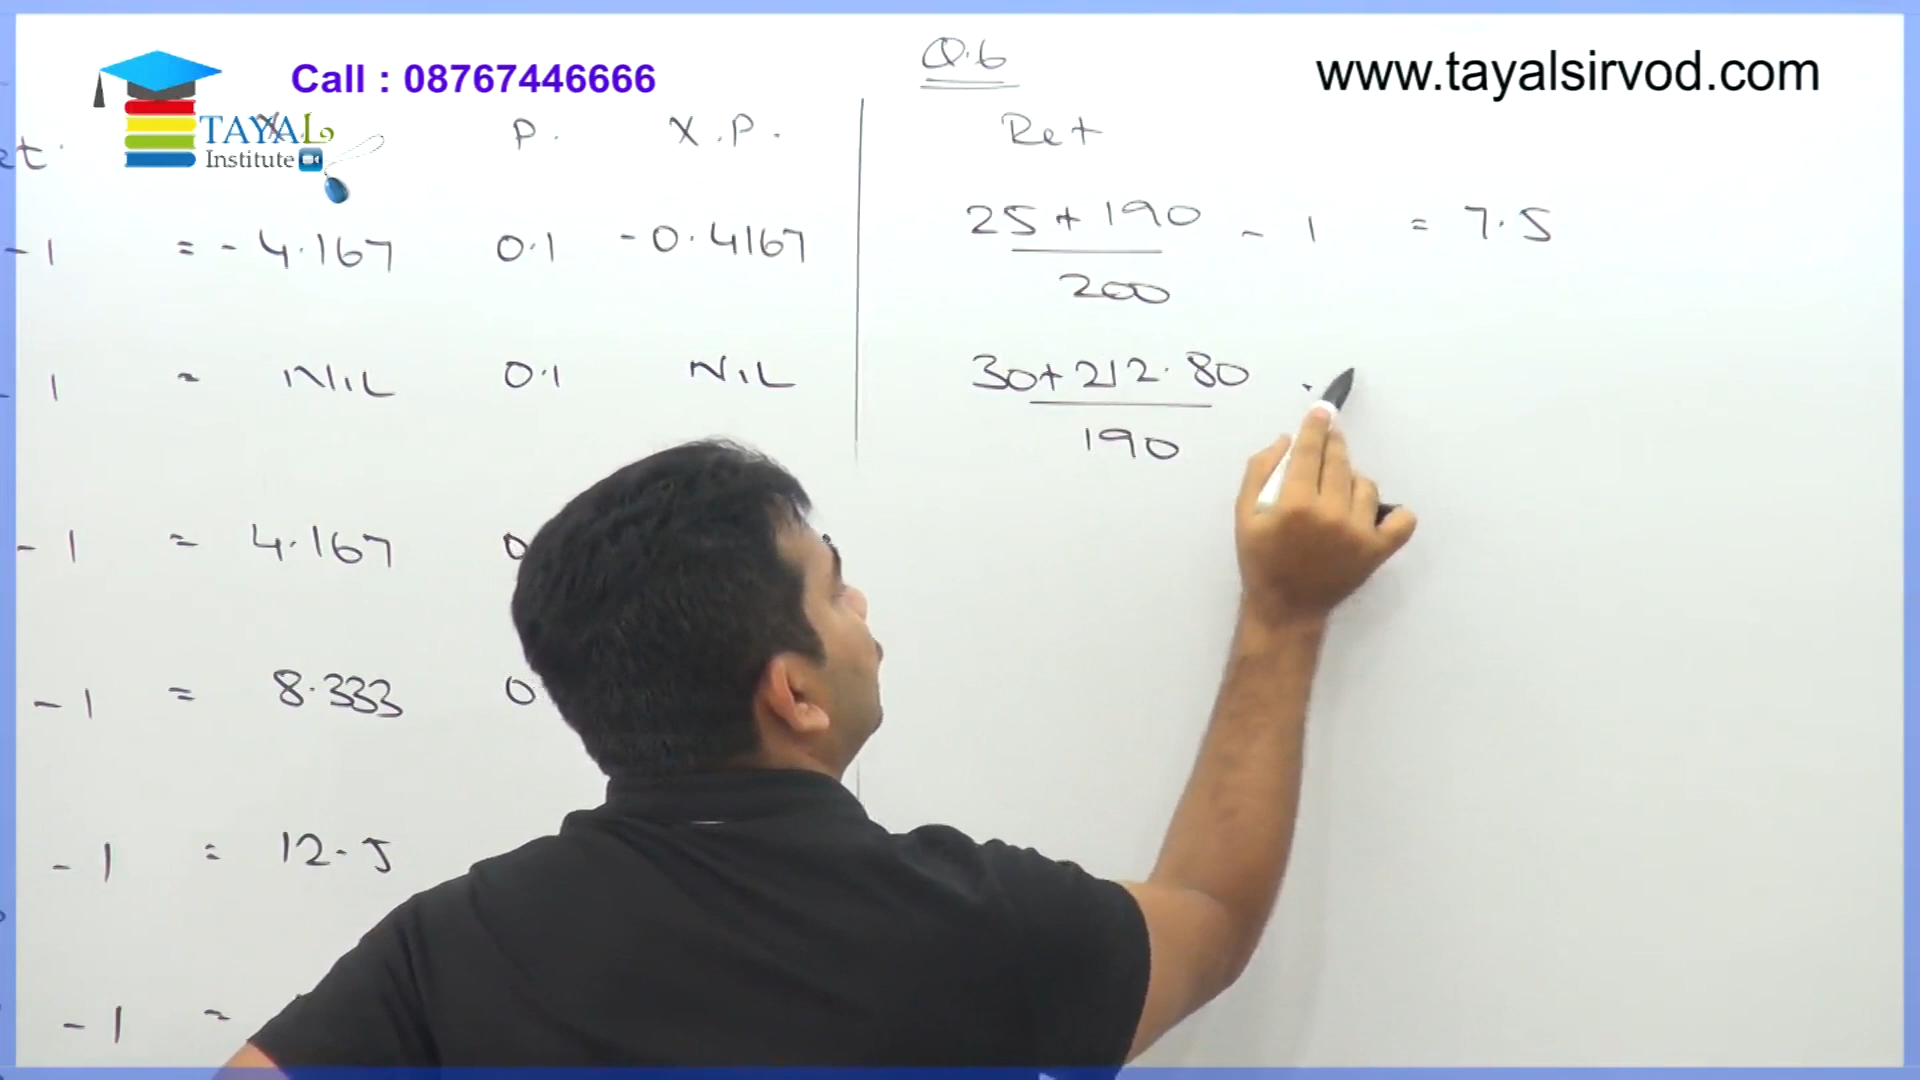 Q.6
Call : 08767446666
www.tayalsirvod.com
TAYAL
Institute
P. X.P.
-1 = -4.167 0.1 -0.4167
1 = NIL 0.1 NIL
-1 = 4.167 0
-1 = 8.333 0
-1 = 12.5
-1 =
Ret
25+190
200
-1 = 7.5
30+212.80
190